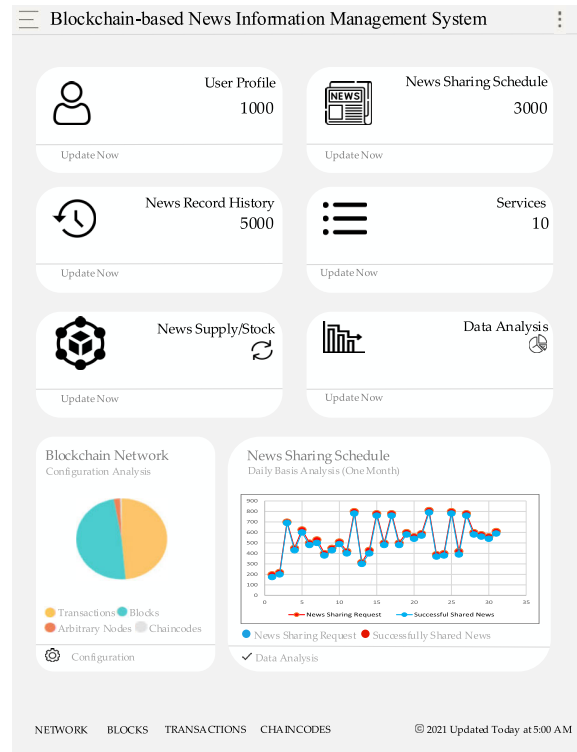 Blockchain-based News Information Management System
User Profile
1000
Update Now
NEWS
News Sharing Schedule
3000
Update Now
News Record History
5000
Update Now
Services
10
Update Now
News Supply/Stock
Update Now
Data Analysis
Update Now
Blockchain Network
Configuration Analysis
Transactions Blocks
Arbitrary Nodes Chaincodes
Configuration
News Sharing Schedule
Daily Basis Analysis (One Month)
900
800
700
600
500
400
300
200
100
0
0 5 10 15 20 25 30 35
News Sharing Request Successful Shared News
News Sharing Request Successfully Shared News
Data Analysis
NETWORK BLOCKS TRANSACTIONS CHAINCODES © 2021 Updated Today at 5:00 AM